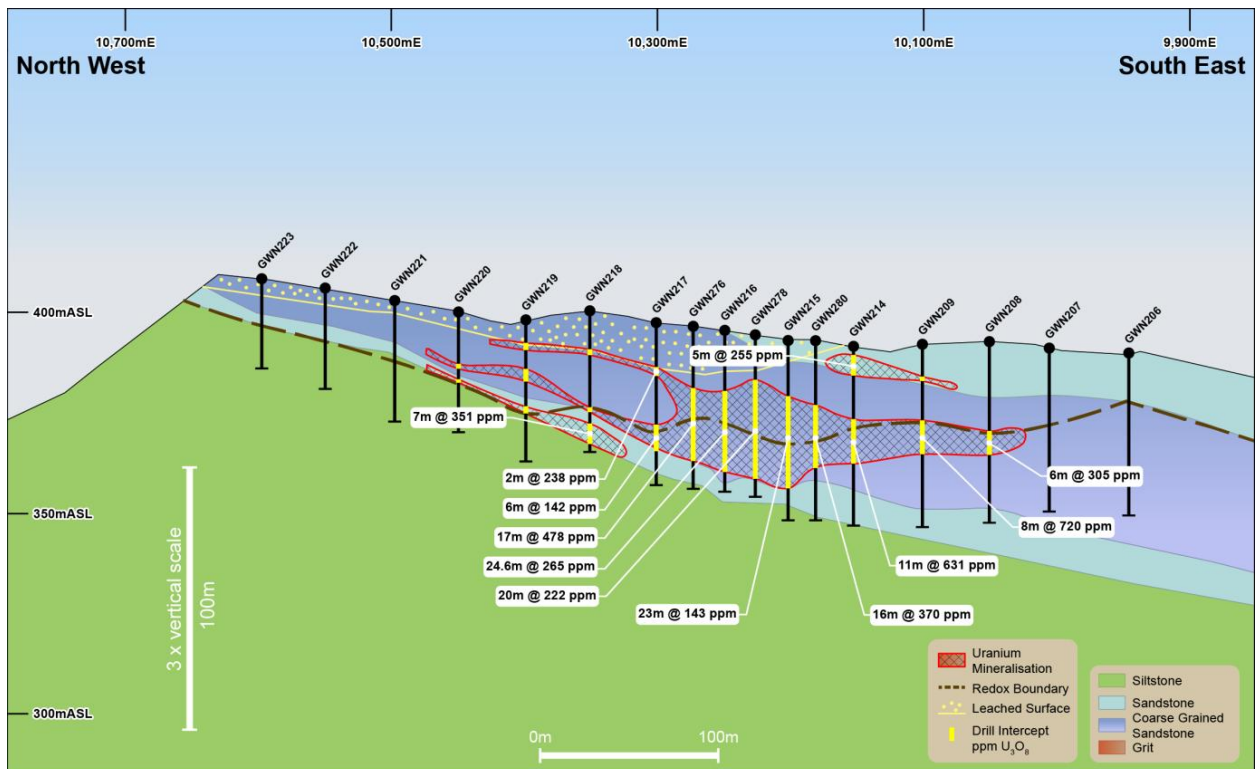 10,700mE
10,500mE
10,300mE
10,100mE
9,900mE
North West
South East
GWN223
GWN222
GWN221
GWN220
GWN219
GWN218
GWN217
GWN276
GWN216
GWN278
GWN215
GWN280
GWN214
GWN209
GWN208
GWN207
GWN206
400mASL
350mASL
300mASL
5m @ 255 ppm
7m @ 351 ppm
2m @ 238 ppm
6m @ 142 ppm
17m @ 478 ppm
24.6m @ 265 ppm
20m @ 222 ppm
23m @ 143 ppm
16m @ 370 ppm
11m @ 631 ppm
8m @ 720 ppm
6m @ 305 ppm
3 x vertical scale
100m
0m
100m
Uranium
Mineralisation
Redox Boundary
Leached Surface
Drill Intercept
ppm U₃O₈
Siltstone
Sandstone
Coarse Grained
Sandstone
Grit